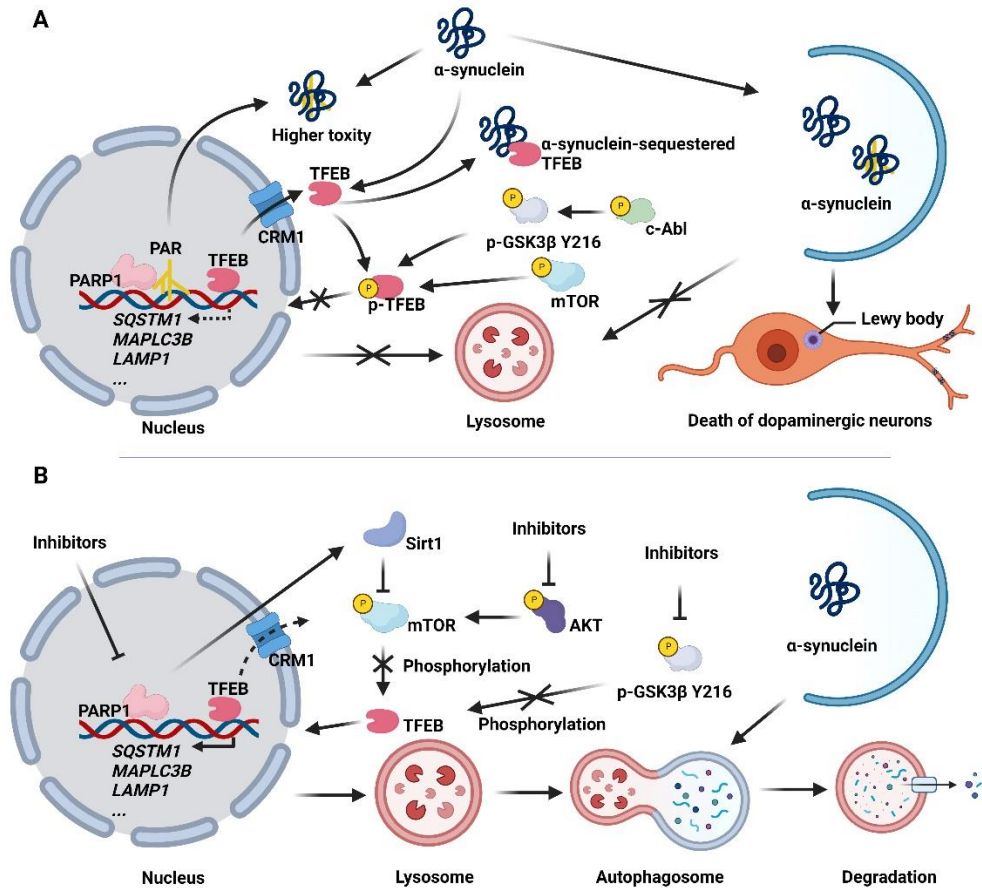 A
α-synuclein
Higher toxity
α-synuclein-sequestered
TFEB
TFEB
CRM1
P
p-GSK3β Y216
P
c-Abl
α-synuclein
PAR
PARP1
TFEB
P
p-TFEB
P
mTOR
SQSTM1
MAPLC3B
LAMP1
...
Lewy body
Nucleus
Lysosome
Death of dopaminergic neurons
B
Inhibitors
Sirt1
Inhibitors
Inhibitors
P
mTOR
P
AKT
CRM1
P
p-GSK3β Y216
α-synuclein
Phosphorylation
PARP1
TFEB
TFEB
Phosphorylation
SQSTM1
MAPLC3B
LAMP1
...
Nucleus
Lysosome
Autophagosome
Degradation